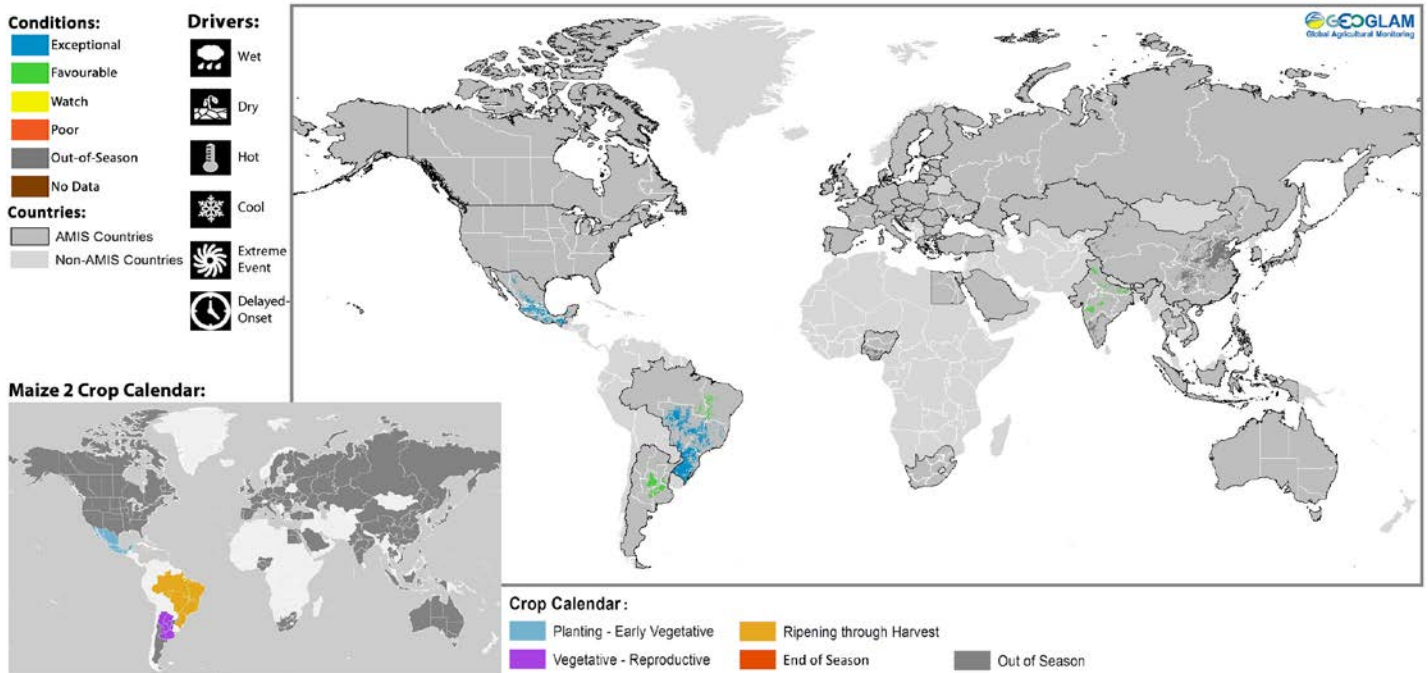 Conditions:
Exceptional
Favourable
Watch
Poor
Out-of-Season
No Data
Countries:
AMIS Countries
Non-AMIS Countries
Drivers:
Wet
Dry
Hot
Cool
Extreme
Event
Delayed-
Onset
GEOGLAM
Global Agricultural Monitoring
Maize 2 Crop Calendar:
Crop Calendar :
Planting - Early Vegetative
Ripening through Harvest
Vegetative - Reproductive
End of Season
Out of Season